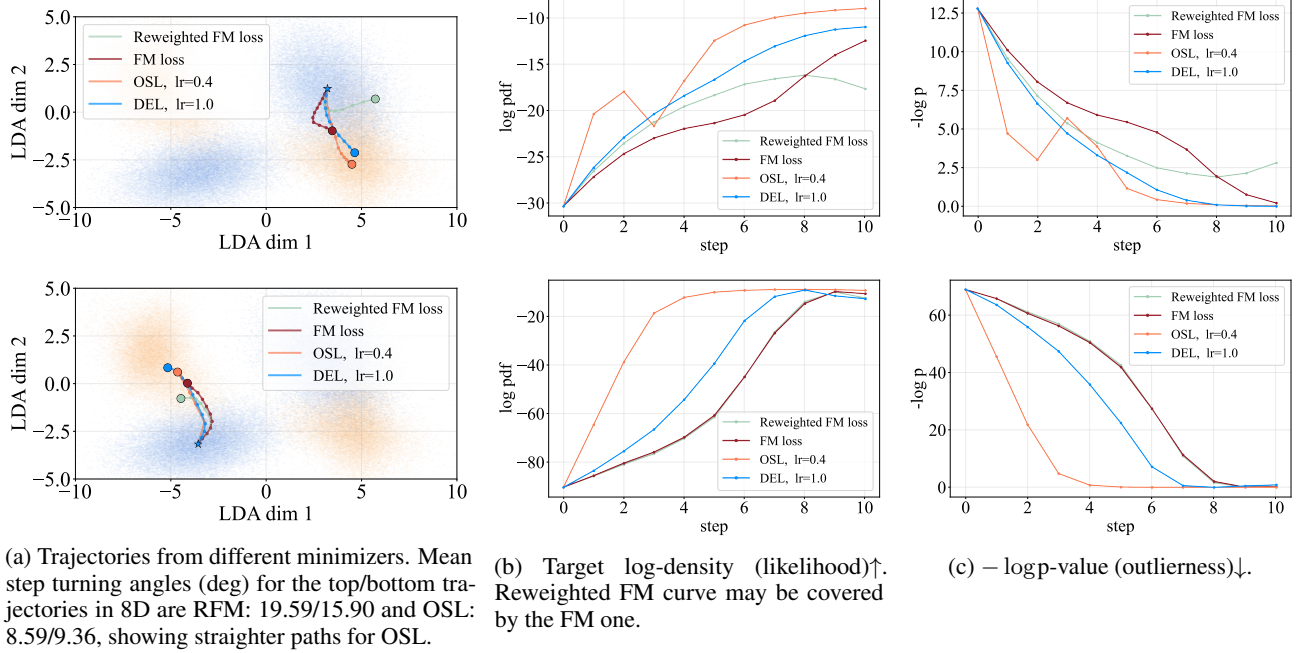 5.0
2.5
0.0
−2.5
−5.0
−10
−5
0
5
10
LDA dim 2
LDA dim 1
Reweighted FM loss
FM loss
OSL, lr=0.4
DEL, lr=1.0
−10
−15
−20
−25
−30
0
2
4
6
8
10
log pdf
step
Reweighted FM loss
FM loss
OSL, lr=0.4
DEL, lr=1.0
12.5
10.0
7.5
5.0
2.5
0.0
0
2
4
6
8
10
-log p
step
Reweighted FM loss
FM loss
OSL, lr=0.4
DEL, lr=1.0
5.0
2.5
0.0
−2.5
5.0
−10
−5
0
5
10
LDA dim 2
LDA dim 1
Reweighted FM loss
FM loss
OSL, lr=0.4
DEL, lr=1.0
−20
−40
−60
−80
0
2
4
6
8
10
log pdf
step
Reweighted FM loss
FM loss
OSL, lr=0.4
DEL, lr=1.0
60
40
20
0
0
2
4
6
8
10
-log p
step
Reweighted FM loss
FM loss
OSL, lr=0.4
DEL, lr=1.0
(a) Trajectories from different minimizers. Mean
step turning angles (deg) for the top/bottom tra-
jectories in 8D are RFM: 19.59/15.90 and OSL:
8.59/9.36, showing straighter paths for OSL.
(b) Target log-density (likelihood)↑.
Reweighted FM curve may be covered
by the FM one.
(c) − log p-value (outlierness)↓.